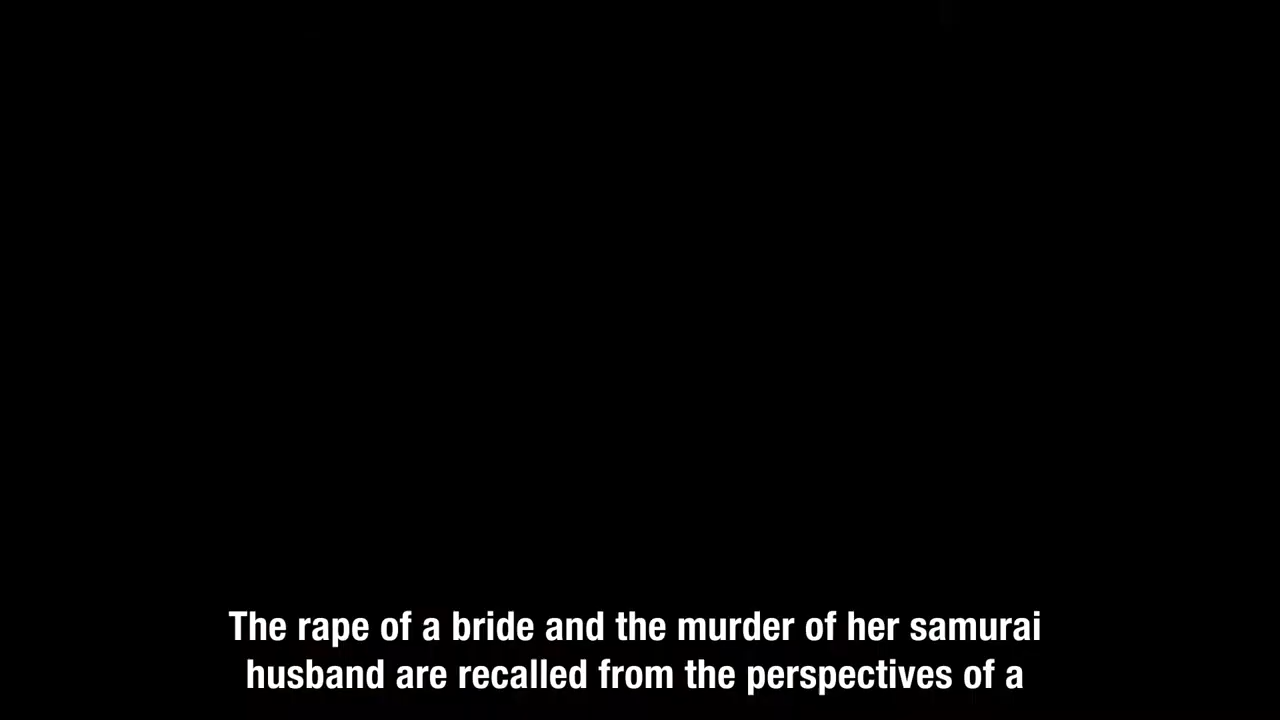 The rape of a bride and the murder of her samurai
husband are recalled from the perspectives of a